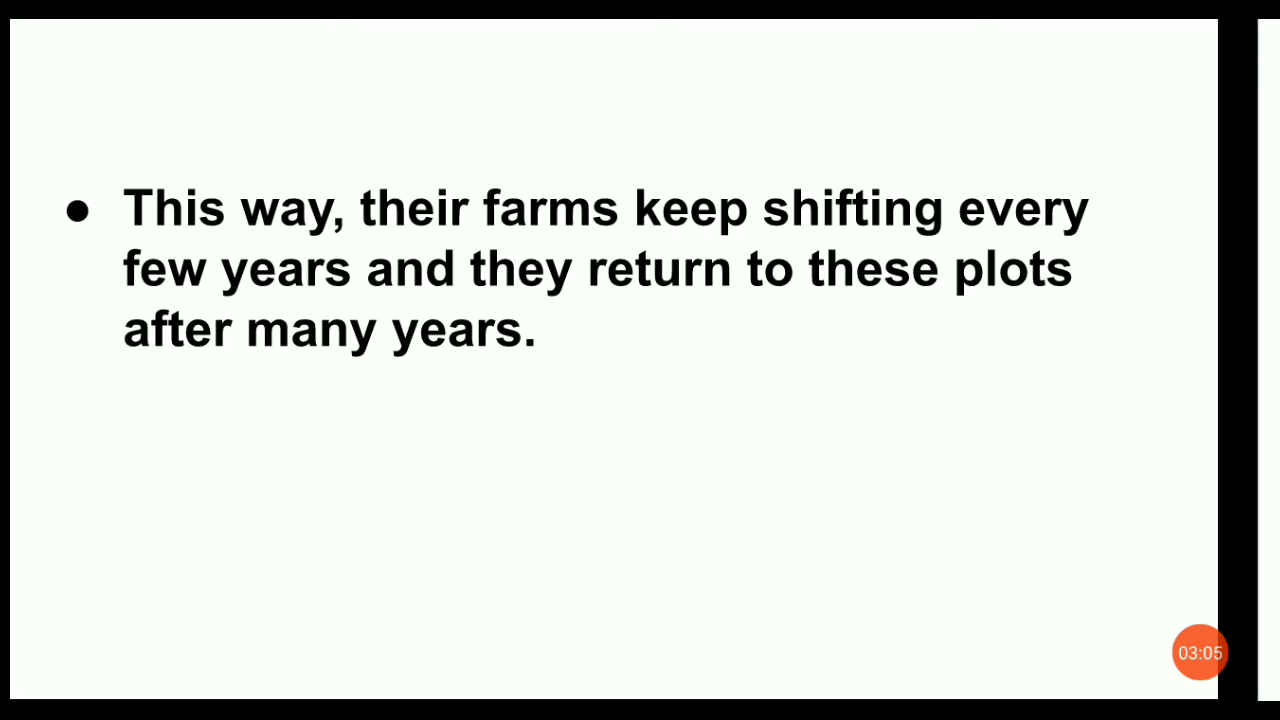 ● This way, their farms keep shifting every
few years and they return to these plots
after many years.
03:05